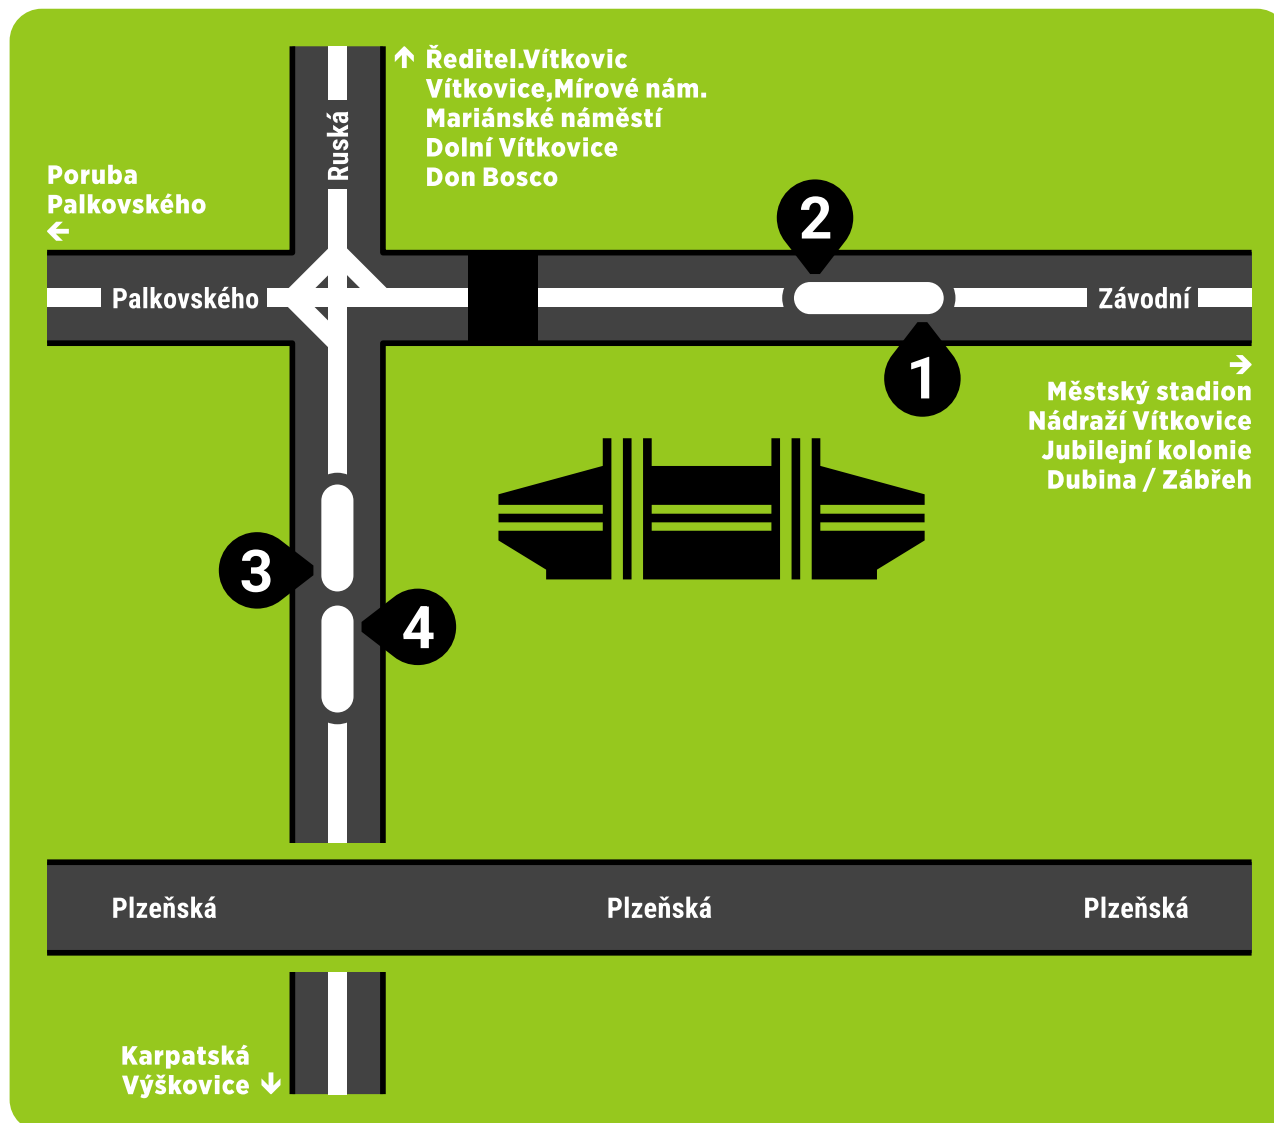 Ředitel.Vítkovic
Vítkovice,Mírové nám.
Mariánské náměstí
Dolní Vítkovice
Don Bosco
Ruská
Poruba
Palkovského
2
Palkovského
Závodní
1
Městský stadion
Nádraží Vítkovice
Jubilejní kolonie
Dubina / Zábřeh
3
4
Plzeňská
Plzeňská
Plzeňská
Karpatská
Výškovice